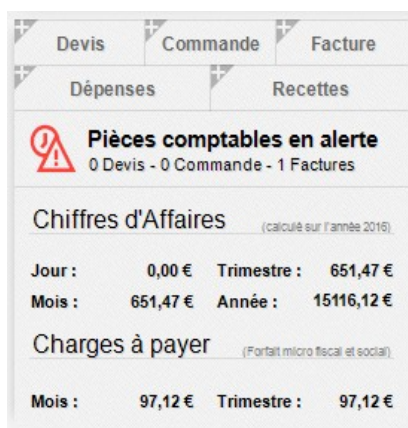 Devis Commande Facture
Dépenses Recettes
Pièces comptables en alerte
0 Devis - 0 Commande - 1 Factures
Chiffres d'Affaires (calculé sur l'année 2016)
Jour : 0,00 € Trimestre : 651,47 €
Mois : 651,47 € Année : 15116,12 €
Charges à payer (Forfait micro fiscal et social)
Mois : 97,12 € Trimestre : 97,12 €